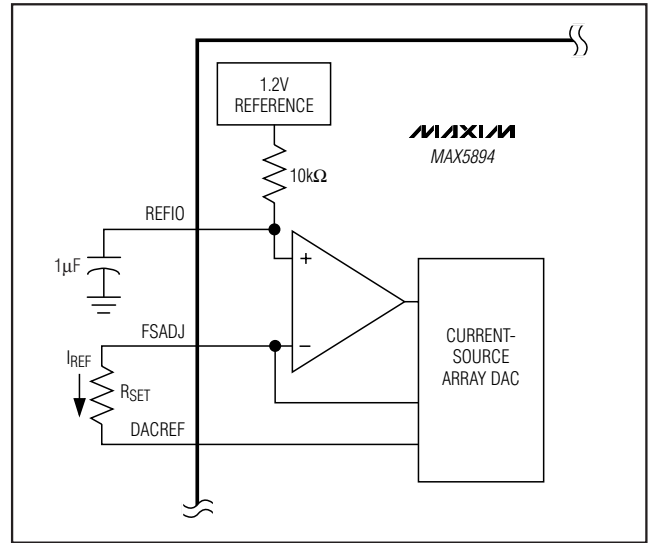 1.2V
REFERENCE
MAXIM
MAX5894
10kΩ
REFIO
1µF
+
FSADJ
−
IREF
RSET
DACREF
CURRENT-
SOURCE
ARRAY DAC